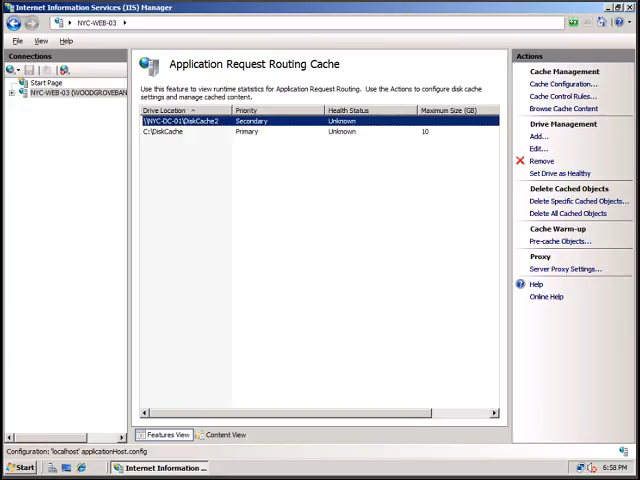 Internet Information Services (IIS) Manager
NYC-WEB-03
File View Help
Connections
Start Page
NYC-WEB-03 (WOODGROVEBAN
Application Request Routing Cache
Use this feature to view runtime statistics for Application Request Routing. Use the Actions to configure disk cache
settings and manage cached content.
Drive Location Priority Health Status Maximum Size (GB)
\\NYC-DC-01\DiskCache2 Secondary Unknown
C:\DiskCache Primary Unknown 10
Features View Content View
Actions
Cache Management
Cache Configuration...
Cache Control Rules...
Browse Cache Content
Drive Management
Add...
Edit...
Remove
Set Drive as Healthy
Delete Cached Objects
Delete Specific Cached Objects...
Delete All Cached Objects
Cache Warm-up
Pre-cache Objects...
Proxy
Server Proxy Settings...
Help
Online Help
Configuration: 'localhost' applicationHost.config
Start
Internet Information ...
6:58 PM